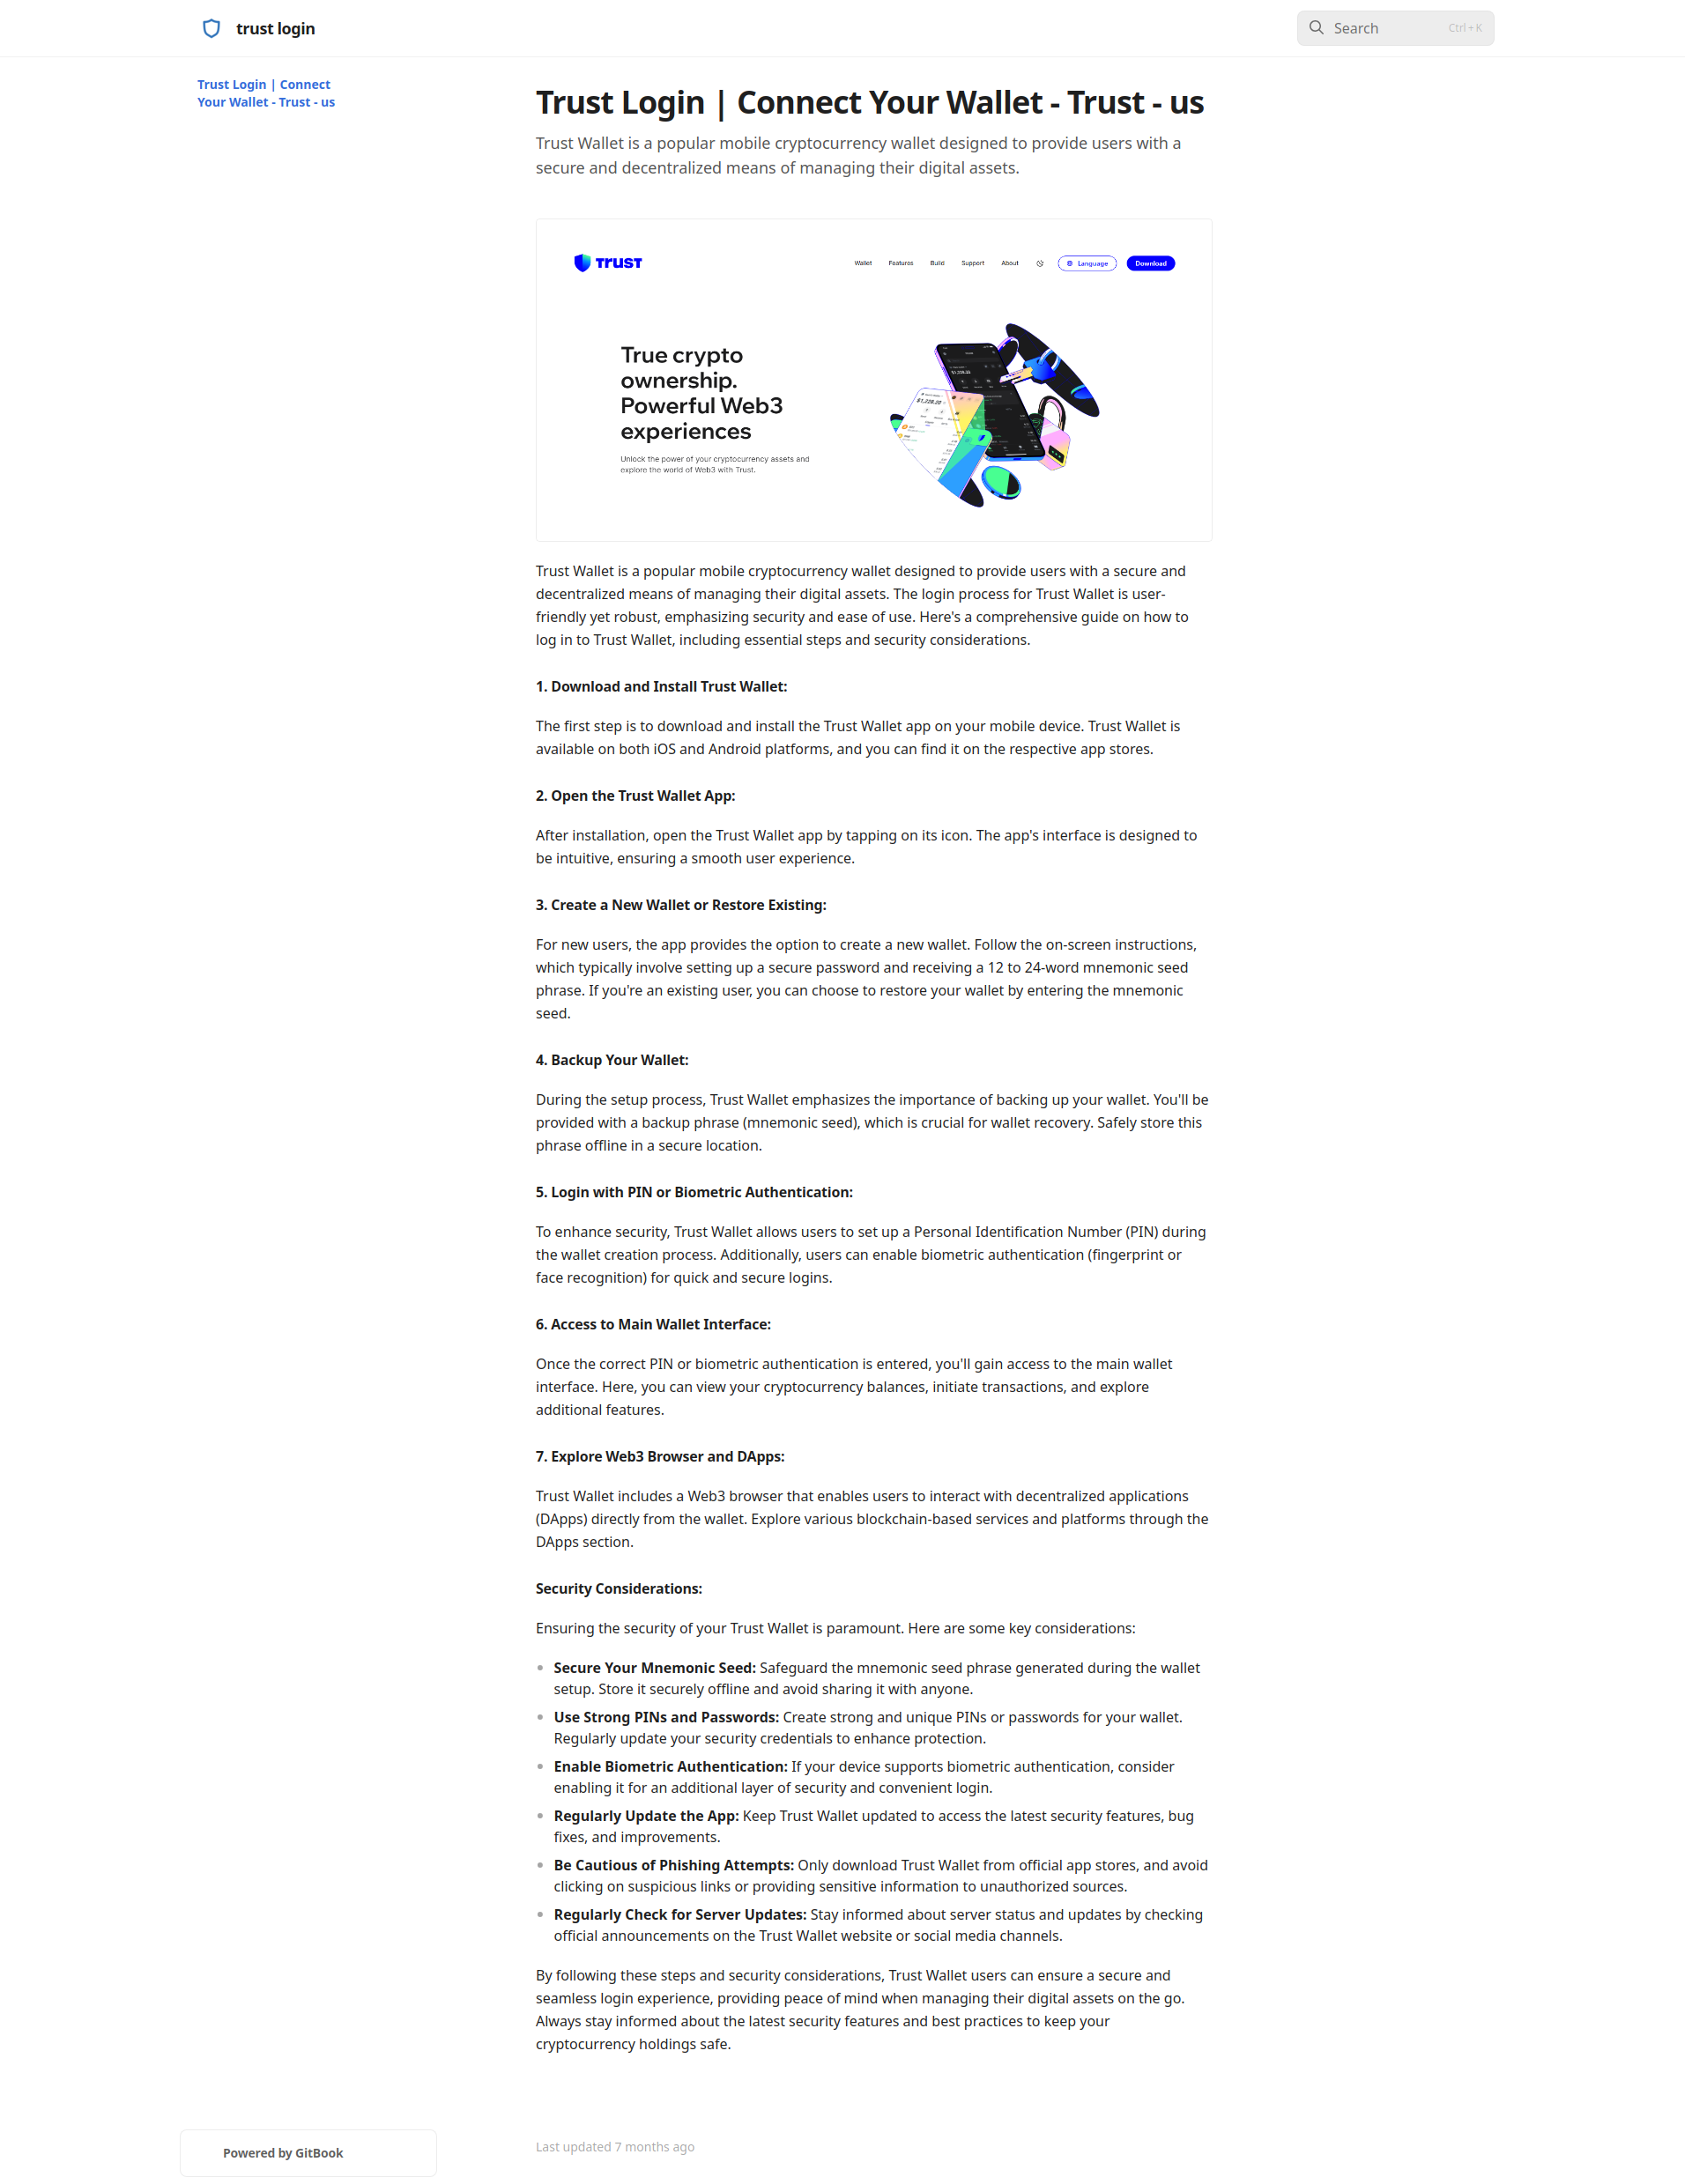 trust login
Search
Ctrl + K
Trust Login | Connect
Your Wallet - Trust - us
Trust Login | Connect Your Wallet - Trust - us
Trust Wallet is a popular mobile cryptocurrency wallet designed to provide users with a
secure and decentralized means of managing their digital assets.
TRUST
Wallet
Features
Build
Support
About
Language
Download
True crypto
ownership.
Powerful Web3
experiences
Unlock the power of your cryptocurrency assets and
explore the world of Web3 with Trust.
Trust Wallet is a popular mobile cryptocurrency wallet designed to provide users with a secure and
decentralized means of managing their digital assets. The login process for Trust Wallet is user-
friendly yet robust, emphasizing security and ease of use. Here's a comprehensive guide on how to
log in to Trust Wallet, including essential steps and security considerations.
1. Download and Install Trust Wallet:
The first step is to download and install the Trust Wallet app on your mobile device. Trust Wallet is
available on both iOS and Android platforms, and you can find it on the respective app stores.
2. Open the Trust Wallet App:
After installation, open the Trust Wallet app by tapping on its icon. The app's interface is designed to
be intuitive, ensuring a smooth user experience.
3. Create a New Wallet or Restore Existing:
For new users, the app provides the option to create a new wallet. Follow the on-screen instructions,
which typically involve setting up a secure password and receiving a 12 to 24-word mnemonic seed
phrase. If you're an existing user, you can choose to restore your wallet by entering the mnemonic
seed.
4. Backup Your Wallet:
During the setup process, Trust Wallet emphasizes the importance of backing up your wallet. You'll be
provided with a backup phrase (mnemonic seed), which is crucial for wallet recovery. Safely store this
phrase offline in a secure location.
5. Login with PIN or Biometric Authentication:
To enhance security, Trust Wallet allows users to set up a Personal Identification Number (PIN) during
the wallet creation process. Additionally, users can enable biometric authentication (fingerprint or
face recognition) for quick and secure logins.
6. Access to Main Wallet Interface:
Once the correct PIN or biometric authentication is entered, you'll gain access to the main wallet
interface. Here, you can view your cryptocurrency balances, initiate transactions, and explore
additional features.
7. Explore Web3 Browser and DApps:
Trust Wallet includes a Web3 browser that enables users to interact with decentralized applications
(DApps) directly from the wallet. Explore various blockchain-based services and platforms through the
DApps section.
Security Considerations:
Ensuring the security of your Trust Wallet is paramount. Here are some key considerations:
Secure Your Mnemonic Seed: Safeguard the mnemonic seed phrase generated during the wallet
setup. Store it securely offline and avoid sharing it with anyone.
Use Strong PINs and Passwords: Create strong and unique PINs or passwords for your wallet.
Regularly update your security credentials to enhance protection.
Enable Biometric Authentication: If your device supports biometric authentication, consider
enabling it for an additional layer of security and convenient login.
Regularly Update the App: Keep Trust Wallet updated to access the latest security features, bug
fixes, and improvements.
Be Cautious of Phishing Attempts: Only download Trust Wallet from official app stores, and avoid
clicking on suspicious links or providing sensitive information to unauthorized sources.
Regularly Check for Server Updates: Stay informed about server status and updates by checking
official announcements on the Trust Wallet website or social media channels.
By following these steps and security considerations, Trust Wallet users can ensure a secure and
seamless login experience, providing peace of mind when managing their digital assets on the go.
Always stay informed about the latest security features and best practices to keep your
cryptocurrency holdings safe.
Powered by GitBook
Last updated 7 months ago